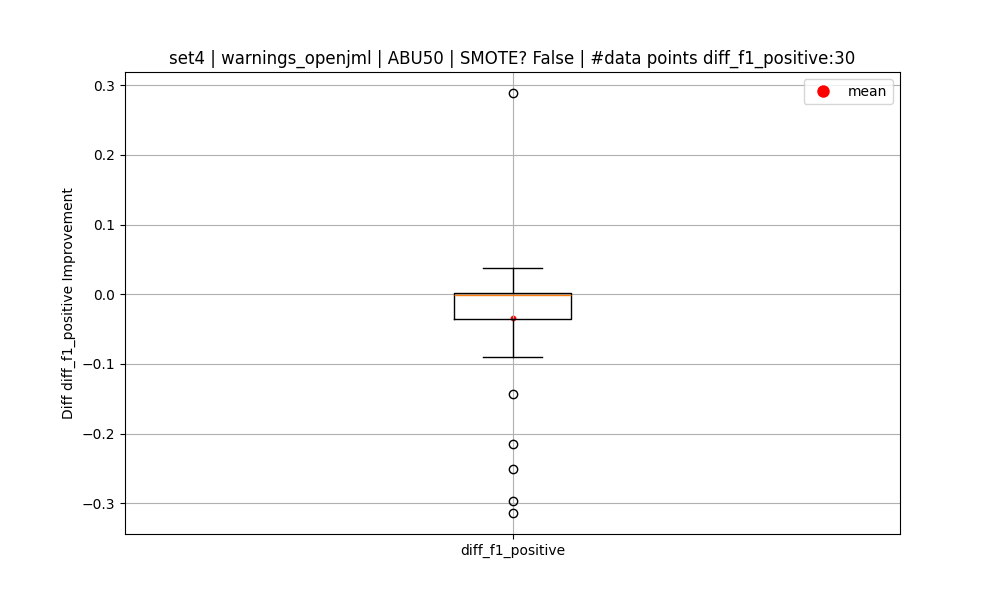 set4 | warnings_openjml | ABU50 | SMOTE? False | #data points diff_f1_positive:30
mean
0.3
0.2
0.1
0.0
−0.1
−0.2
−0.3
Diff diff_f1_positive Improvement
diff_f1_positive